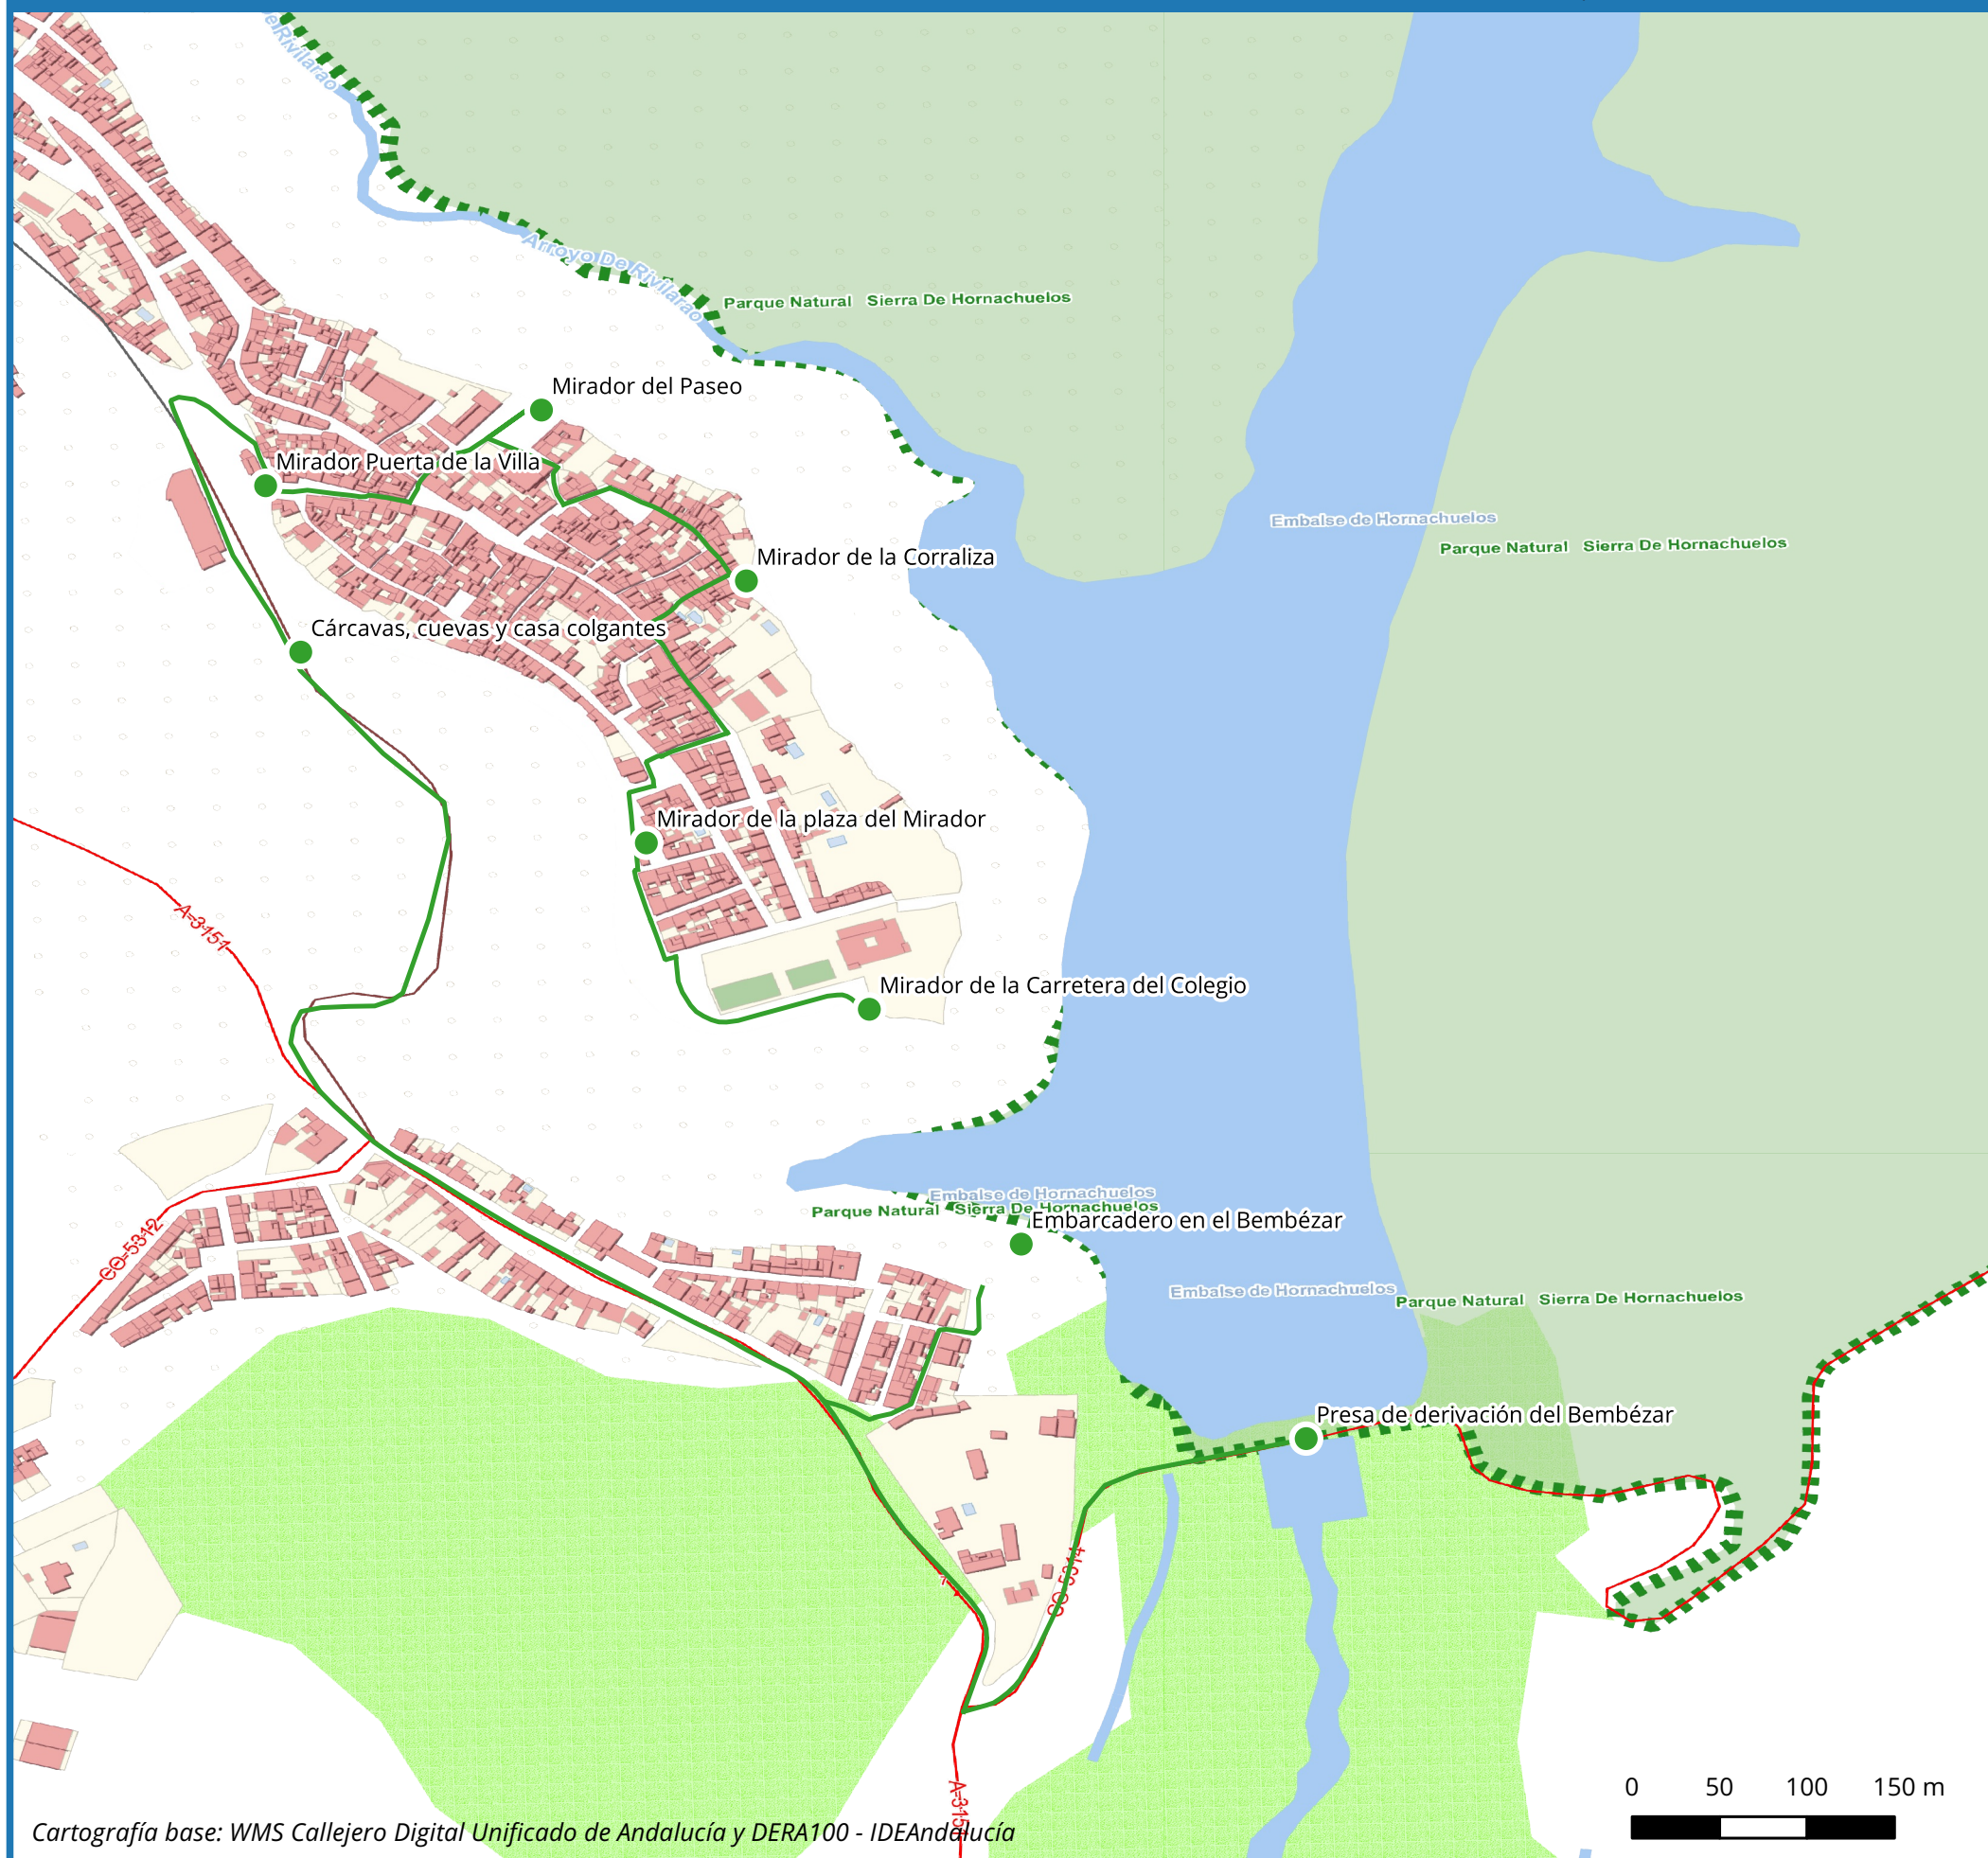 De Rivilarao
Arroyo De Rivilarao
Parque Natural   Sierra De Hornachuelos
Mirador del Paseo
Mirador Puerta de la Villa
Embalse de Hornachuelos
Parque Natural   Sierra De Hornachuelos
Mirador de la Corraliza
Cárcavas, cuevas y casa colgantes
Mirador de la plaza del Mirador
A-3151
Mirador de la Carretera del Colegio
Embalse de Hornachuelos
Parque Natural   Sierra De Hornachuelos
Embarcadero en el Bembézar
CO-5312
Embalse de Hornachuelos
Parque Natural   Sierra De Hornachuelos
Presa de derivación del Bembézar
CO-5314
A-3151
0 50 100 150 m
Cartografía base: WMS Callejero Digital Unificado de Andalucía y DERA100 - IDEAndalucía